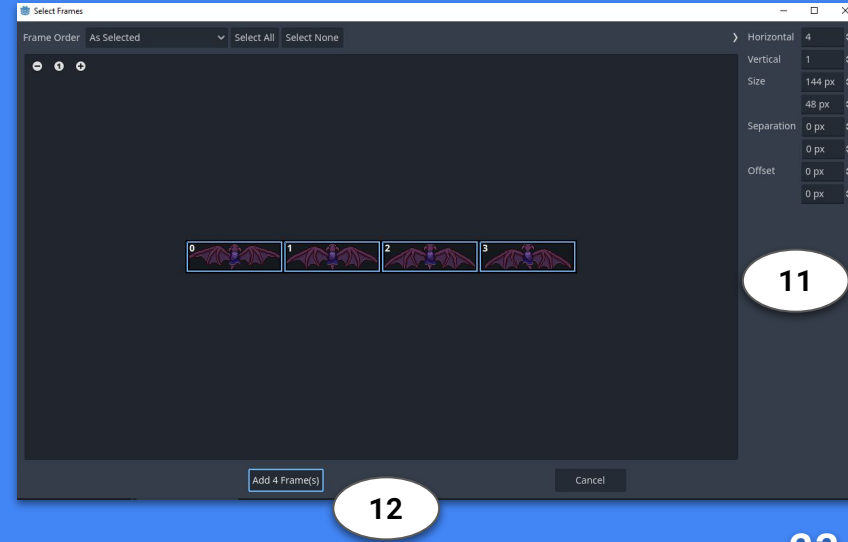 Select Frames
Frame Order As Selected Select All Select None
Horizontal 4
Vertical 1
Size 144 px
48 px
Separation 0 px
0 px
Offset 0 px
0 px
0 1 2 3
11
Add 4 Frame(s) Cancel
12